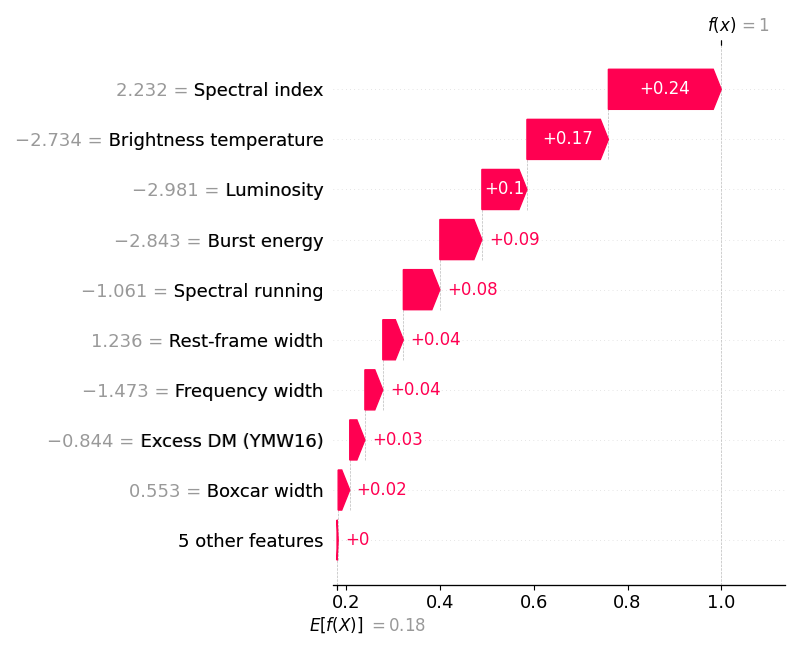 f(x) = 1
2.232 = Spectral index
+0.24
−2.734 = Brightness temperature
+0.17
−2.981 = Luminosity
+0.1
−2.843 = Burst energy
+0.09
−1.061 = Spectral running
+0.08
1.236 = Rest-frame width
+0.04
−1.473 = Frequency width
+0.04
−0.844 = Excess DM (YMW16)
+0.03
0.553 = Boxcar width
+0.02
5 other features
+0
0.2 0.4 0.6 0.8 1.0
E[f(X)] = 0.18